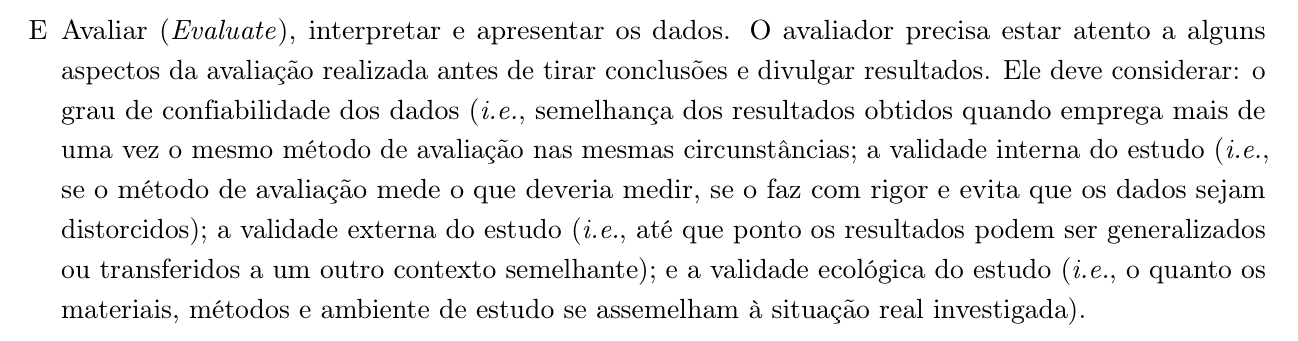 E Avaliar (Evaluate), interpretar e apresentar os dados. O avaliador precisa estar atento a alguns
aspectos da avaliação realizada antes de tirar conclusões e divulgar resultados. Ele deve considerar: o
grau de confiabilidade dos dados (i.e., semelhança dos resultados obtidos quando emprega mais de
uma vez o mesmo método de avaliação nas mesmas circunstâncias; a validade interna do estudo (i.e.,
se o método de avaliação mede o que deveria medir, se o faz com rigor e evita que os dados sejam
distorcidos); a validade externa do estudo (i.e., até que ponto os resultados podem ser generalizados
ou transferidos a um outro contexto semelhante); e a validade ecológica do estudo (i.e., o quanto os
materiais, métodos e ambiente de estudo se assemelham à situação real investigada).